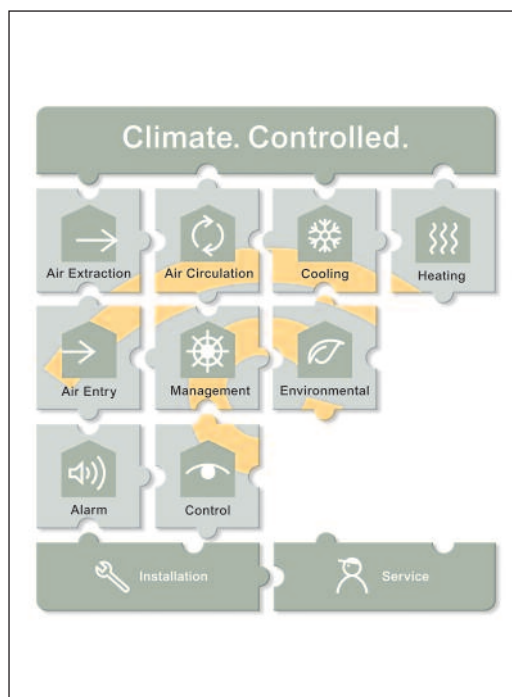 Climate. Controlled.
Air Extraction
Air Circulation
Cooling
Heating
Air Entry
Management
Environmental
Alarm
Control
Installation
Service